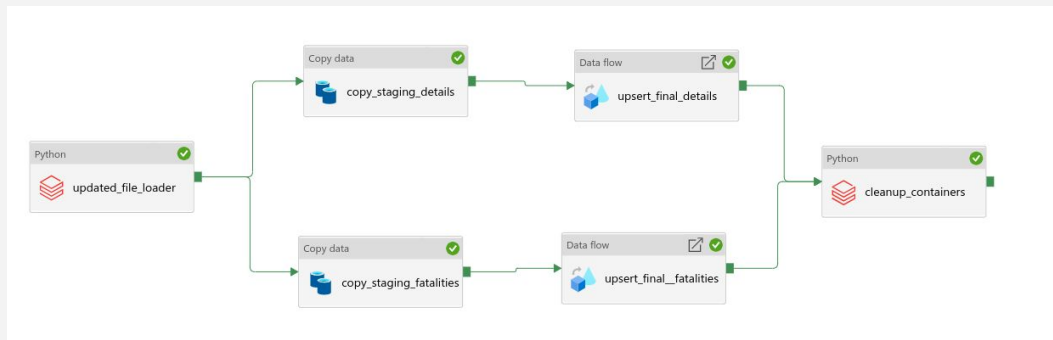 Copy data
copy_staging_details
Data flow
upsert_final_details
Python
updated_file_loader
Python
cleanup_containers
Copy data
copy_staging_fatalities
Data flow
upsert_final__fatalities